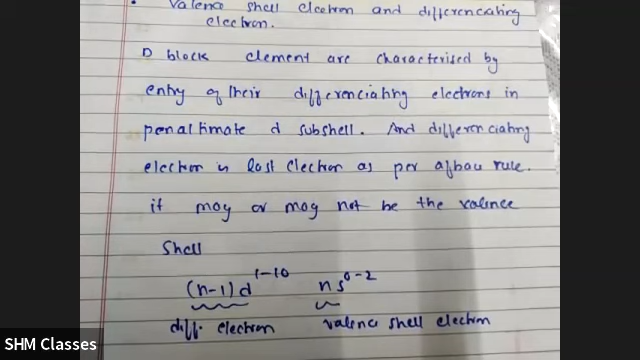 • Valence shell electron and differenciating
electron.
D block element are characterised by
entry of their differenciating electrons in
penaltimate d subshell. And differenciating
electron is last electron as per afbau rule.
it may or may not be the valence
shell
(n-1)d¹⁻¹⁰ ns⁰⁻²
diff. electron valence shell electron
SHM Classes